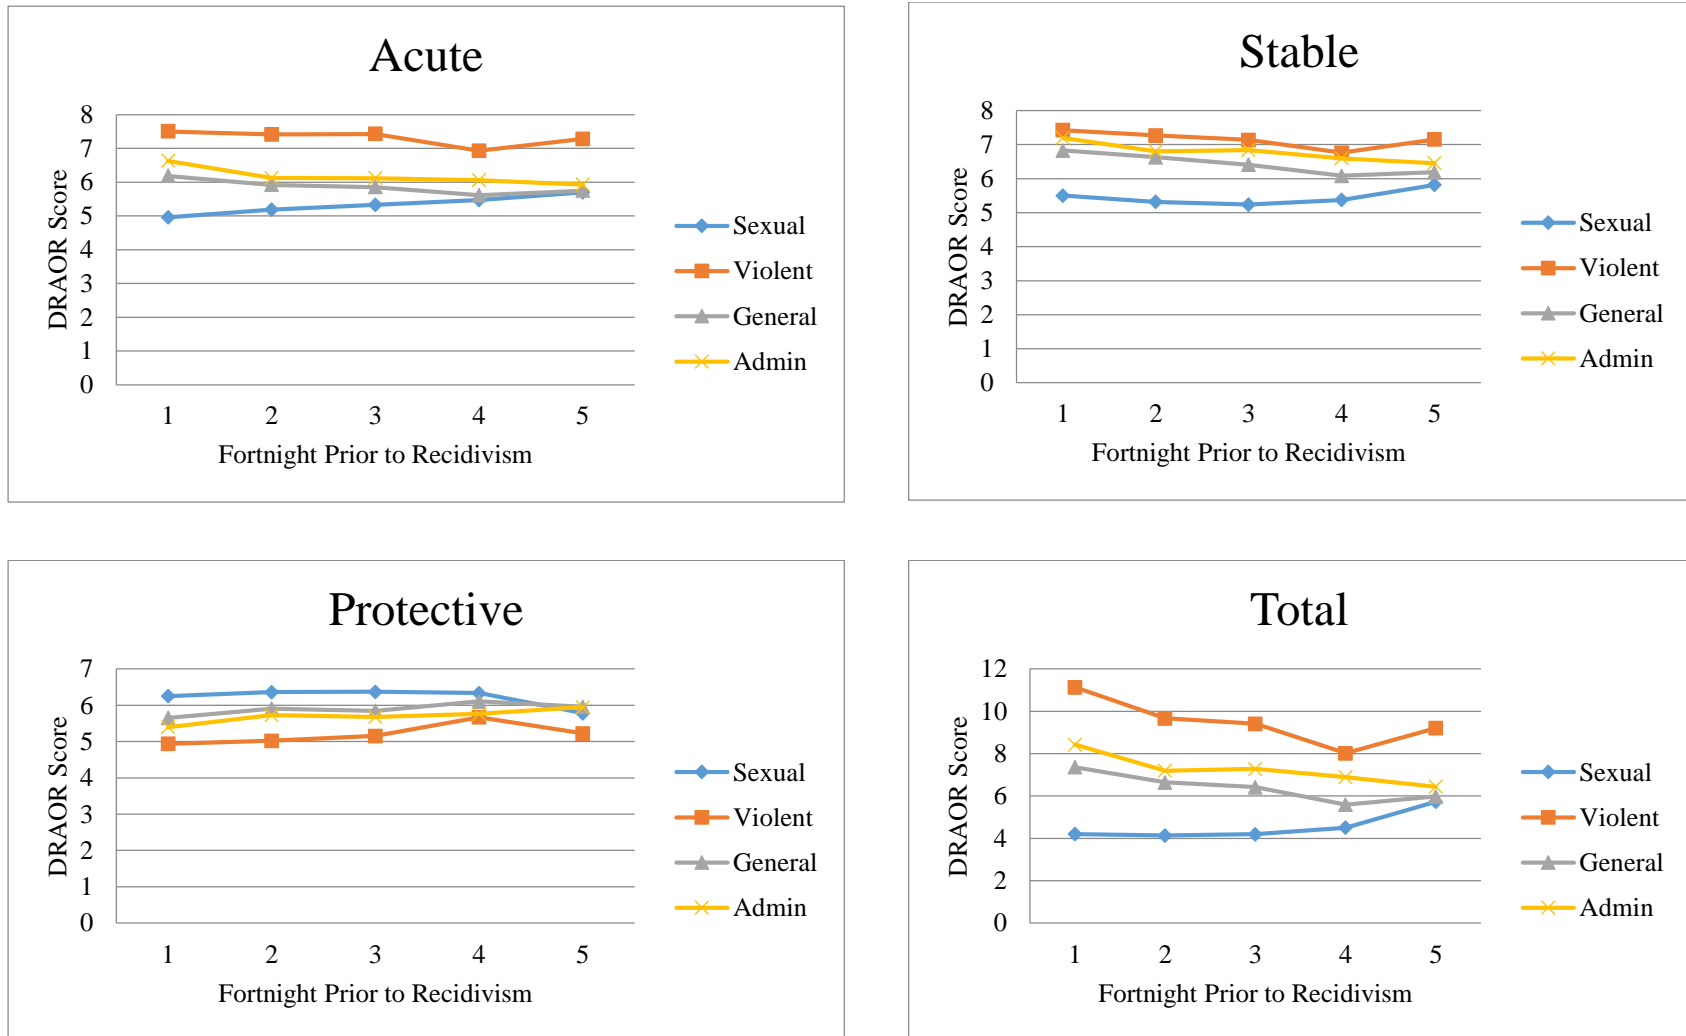 Acute
8
7
6
5
4
3
2
1
0
DRAOR Score
1 2 3 4 5
Fortnight Prior to Recidivism
Sexual
Violent
General
Admin
Stable
8
7
6
5
4
3
2
1
0
DRAOR Score
1 2 3 4 5
Fortnight Prior to Recidivism
Sexual
Violent
General
Admin
Protective
7
6
5
4
3
2
1
0
DRAOR Score
1 2 3 4 5
Fortnight Prior to Recidivism
Sexual
Violent
General
Admin
Total
12
10
8
6
4
2
0
DRAOR Score
1 2 3 4 5
Fortnight Prior to Recidivism
Sexual
Violent
General
Admin